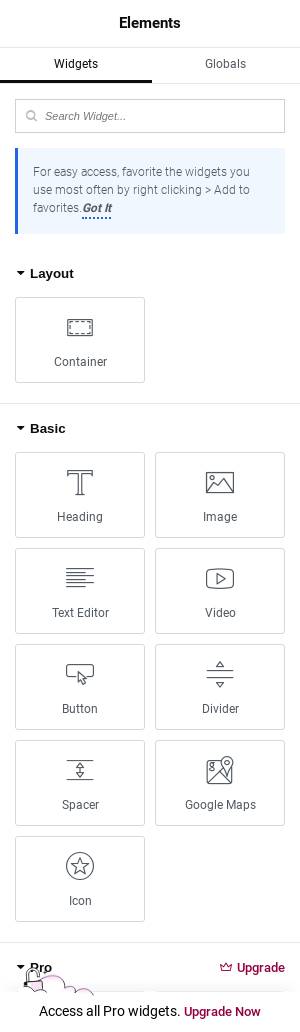 Elements
Widgets
Globals
Search Widget...
For easy access, favorite the widgets you
use most often by right clicking > Add to
favorites. Got It
Layout
Container
Basic
Heading
Image
Text Editor
Video
Button
Divider
Spacer
Google Maps
Icon
Pro
Upgrade
Access all Pro widgets. Upgrade Now